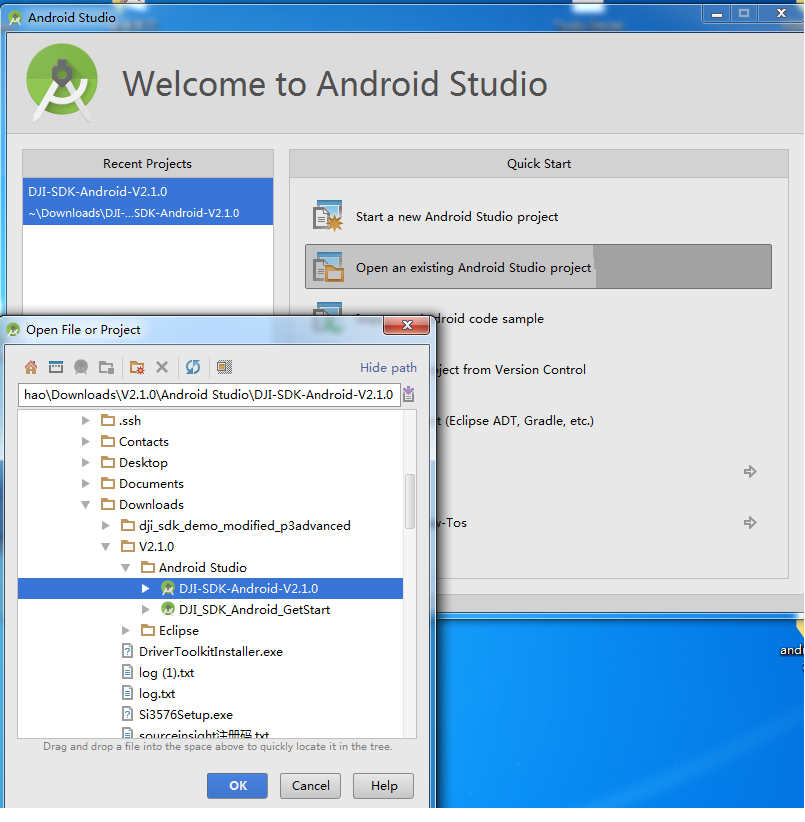 Android Studio
Welcome to Android Studio
Recent Projects
DJI-SDK-Android-V2.1.0
~\Downloads\DJI-...SDK-Android-V2.1.0
Quick Start
Start a new Android Studio project
Open an existing Android Studio project
droid code sample
ject from Version Control
t (Eclipse ADT, Gradle, etc.)
w-Tos
Open File or Project
Hide path
hao\Downloads\V2.1.0\Android Studio\DJI-SDK-Android-V2.1.0
.ssh
Contacts
Desktop
Documents
Downloads
dji_sdk_demo_modified_p3advanced
V2.1.0
Android Studio
DJI-SDK-Android-V2.1.0
DJI_SDK_Android_GetStart
Eclipse
DriverToolkitInstaller.exe
log (1).txt
log.txt
Si3576Setup.exe
sourceinsight注册码.txt
Drag and drop a file into the space above to quickly locate it in the tree.
OK
Cancel
Help
andr